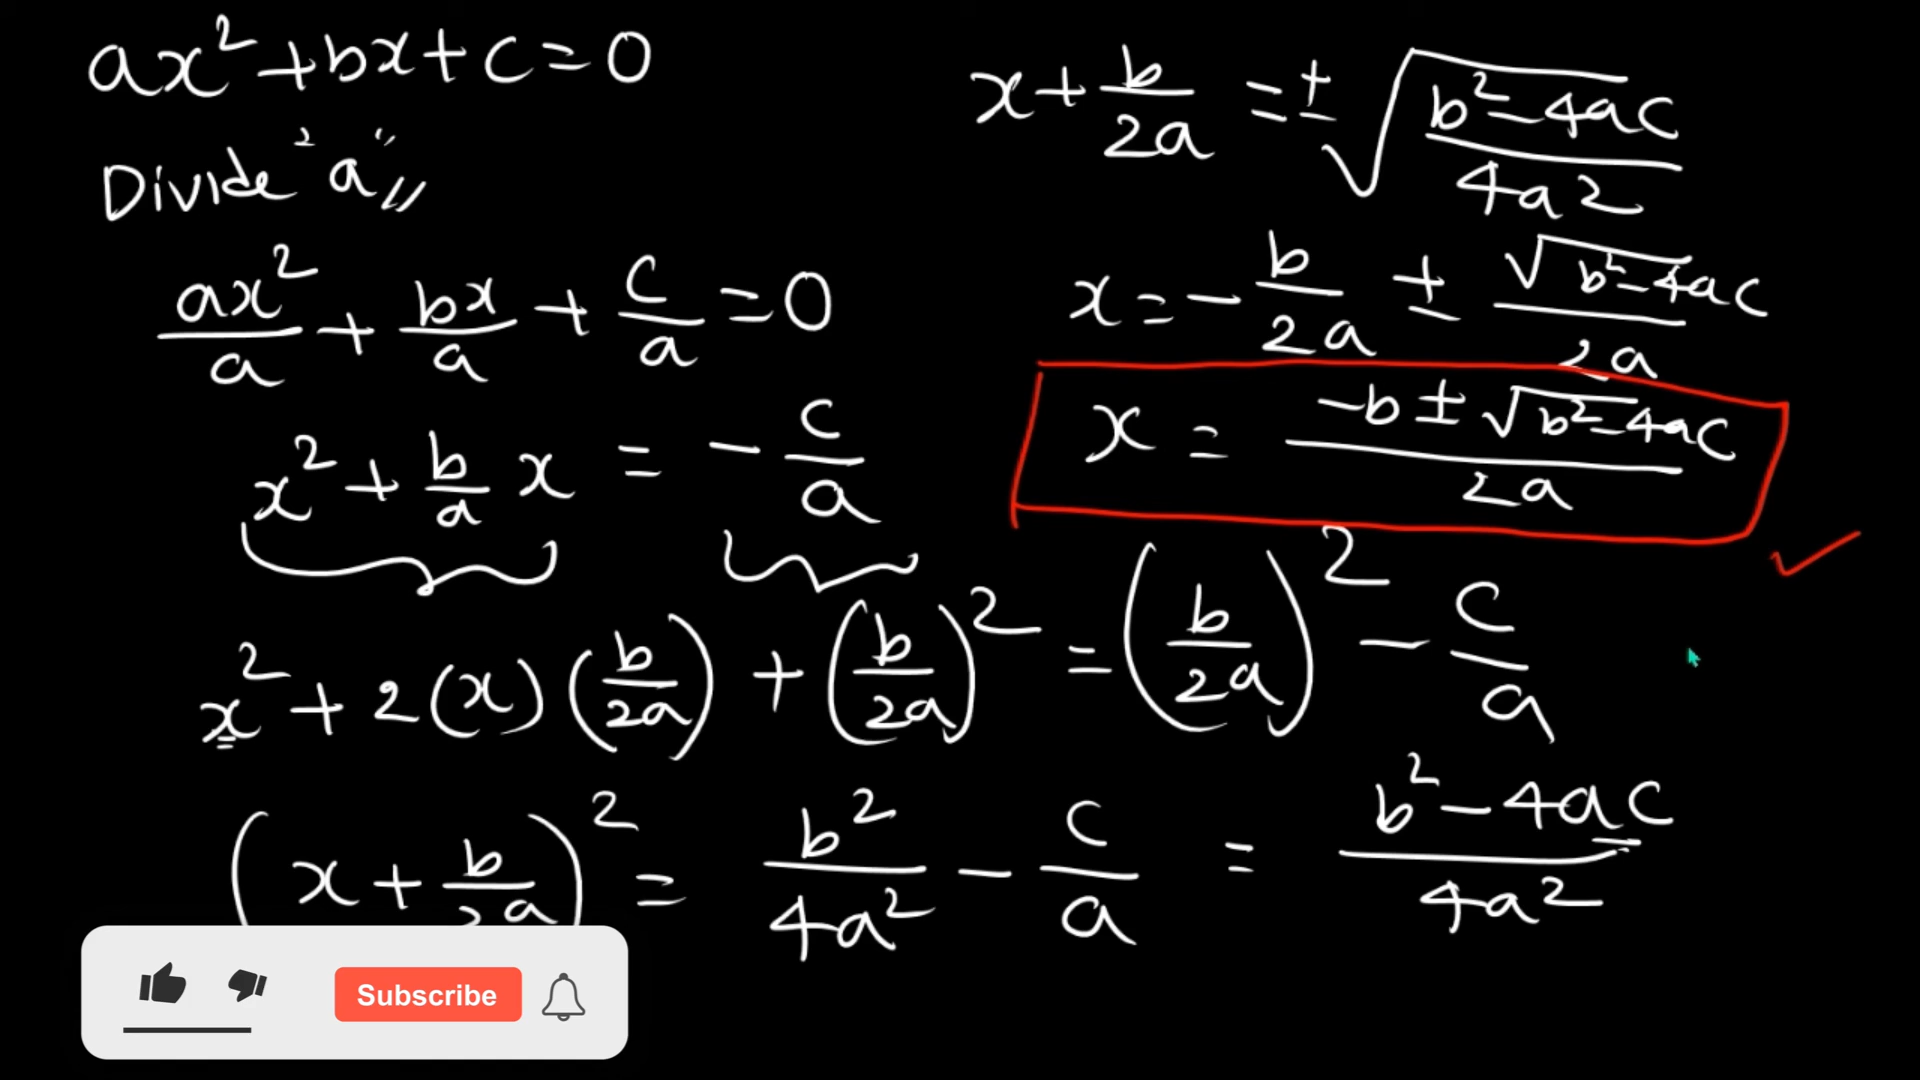 ax² + bx + c = 0
Divide "a" //
ax²/a + bx/a + c/a = 0
x² + b/a x = - c/a
x² + 2(x)(b/2a) + (b/2a)² = (b/2a)² - c/a
(x + b/2a)² = b²/4a² - c/a = b²-4ac/4a²
x + b/2a = ± √b²-4ac/4a2
x = - b/2a ± √b²-4ac/2a
x = -b ± √b²-4ac/2a
Subscribe